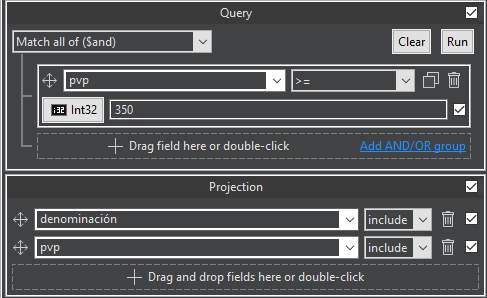 Query
Match all of ($and)
Clear
Run
pvp
>=
i32 Int32
350
Drag field here or double-click
Add AND/OR group
Projection
denominación
include
pvp
include
Drag and drop fields here or double-click